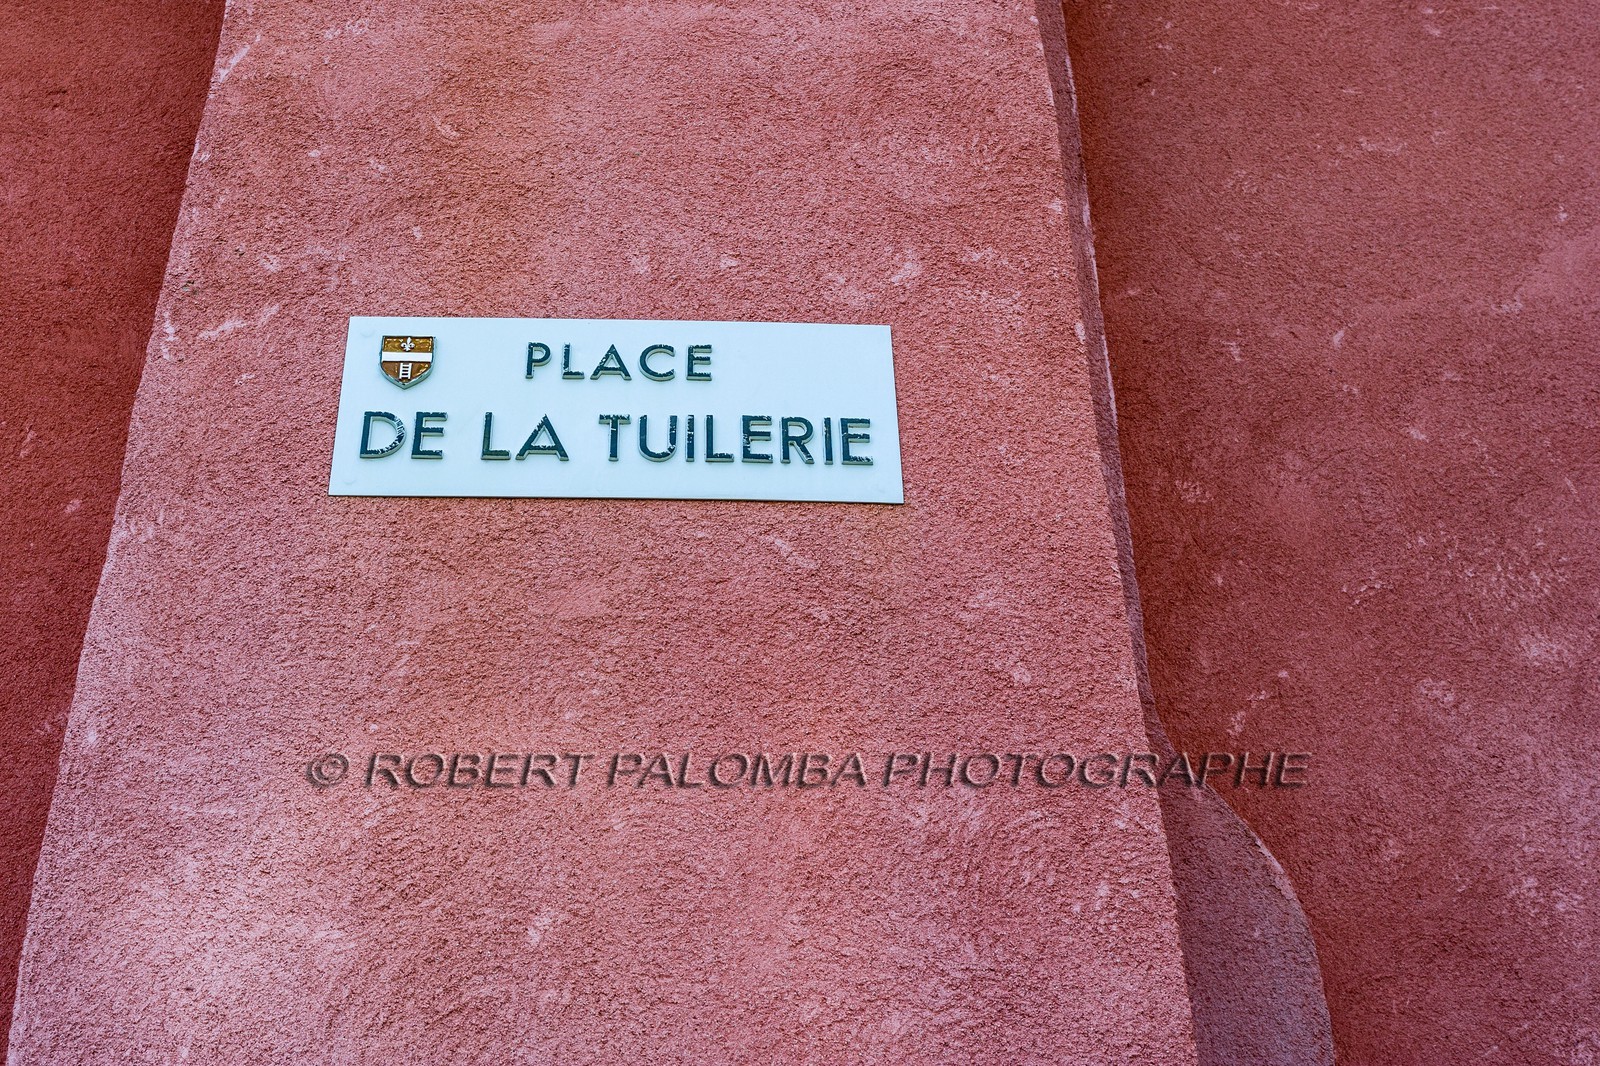 PLACE
DE LA TUILERIE
© ROBERT PALOMBA PHOTOGRAPHE